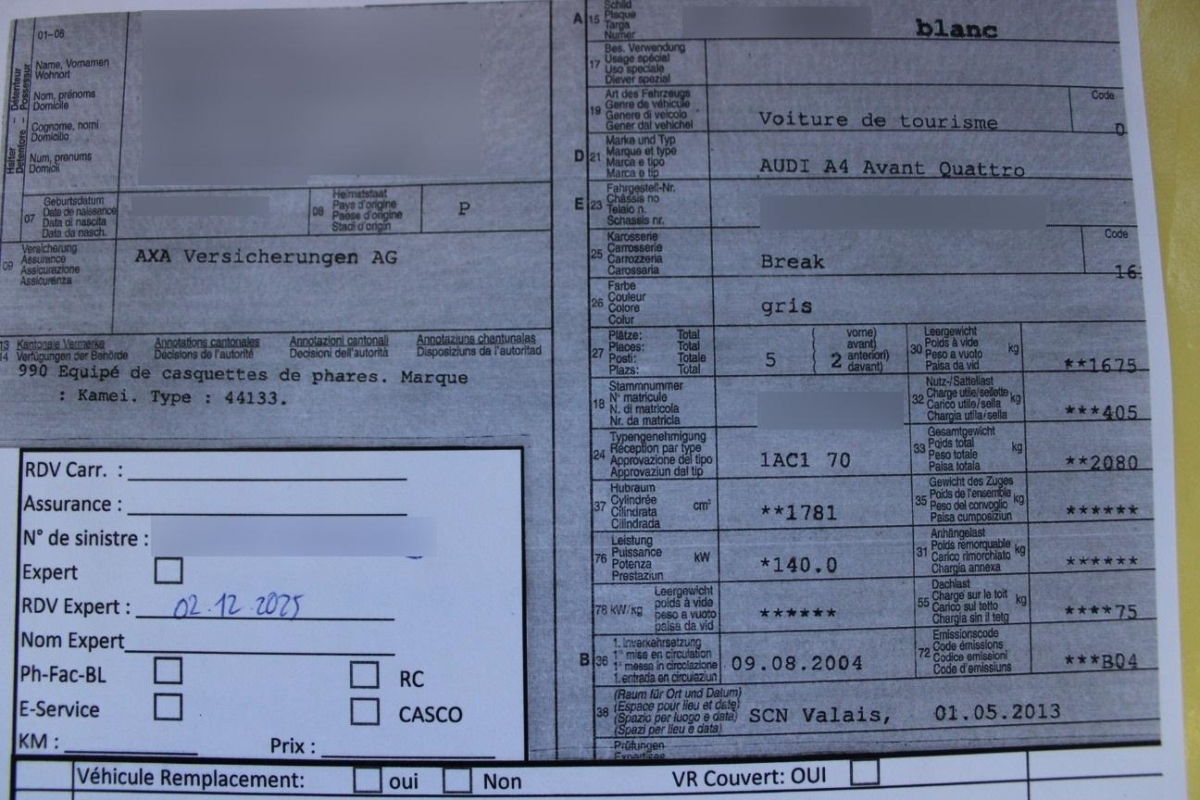 01-06
Halter - Détenteur
Detentore - Possessur
Name, Vornamen
Wohnort
Nom, prénoms
Domicile
Cognome, nomi
Domicilio
Num, prenums
Domicil
07 Geburtsdatum
Date de naissance
Data di nascita
Data da nasch.
08 Heimatstaat
Pays d'origine
Paese d'origine
Stadi d'origin
P
09 Versicherung
Assurance
Assicurazione
Assicurenza
AXA Versicherungen AG
13 Kantonale Vermerke Annotations cantonales Annotazioni cantonali Annotaziuns chantunalas
14 Verfügungen der Behörde Décisions de l'autorité Decisioni dell'autorità Disposiziuns da l'autoritad
990 Equipé de casquettes de phares. Marque
: Kamei. Type : 44133.
RDV Carr. :
Assurance :
N° de sinistre :
Expert
RDV Expert : 02.12.2025
Nom Expert
Ph-Fac-BL RC
E-Service CASCO
KM : Prix :
A 15 Schild
Plaque
Targa
Numer
blanc
17 Bes. Verwendung
Usage spécial
Uso speciale
Diever spezial
19 Art des Fahrzeugs
Genre de véhicule
Genere di veicolo
Gener dal vehichel
Voiture de tourisme
Code
0
D 21 Marke und Typ
Marque et type
Marca e tipo
Marca e tip
AUDI A4 Avant Quattro
E 23 Fahrgestell-Nr.
Châssis no
Telaio n.
Schassis nr.
25 Karosserie
Carrosserie
Carrozzeria
Carossaria
Break
Code
16
26 Farbe
Couleur
Colore
Colur
gris
27 Plätze: Total
Places: Total
Posti: Totale
Plazs: Total
5
( vorne)
avant)
2 anteriori)
( davant)
30 Leergewicht
Poids à vide kg
Peso a vuoto
Paisa da vid
**1675
18 Stammnummer
N° matricule
N. di matricola
Nr. da matricla
32 Nutz-/Sattellast
Charge utile/sellette kg
Carico utile/sella
Chargia utila/sella
***405
24 Typengenehmigung
Réception par type
Approvazione del tipo
Approvaziun dal tip
1AC1 70
33 Gesamtgewicht
Poids total kg
Peso totale
Paisa totala
**2080
37 Hubraum
Cylindrée cm³
Cilindrata
Cilindrada
**1781
35 Gewicht des Zuges
Poids de l'ensemble kg
Peso del convoglio
Paisa cumposiziun
******
76 Leistung
Puissance kW
Potenza
Prestaziun
*140.0
31 Anhängelast
Poids remorquable kg
Carico rimorchiato
Chargia annexa
******
78 kW/kg Leergewicht
poids à vide
peso a vuoto
paisa da vid
******
55 Dachlast
Charge sur le toit kg
Carico sul tetto
Chargia sin il tetg
****75
B 36 1. Inverkehrsetzung
1re mise en circulation
1a messa in circolazione
1. entrada en circulaziun
09.08.2004
72 Emissionscode
Code émissions
Codice emissioni
Code d'emissiuns
***B04
38 (Raum für Ort und Datum)
(Espace pour lieu et date)
(Spazio per luogo e data)
(Spazi per lieu e data)
SCN Valais, 01.05.2013
Prüfungen
Expertises
Véhicule Remplacement: oui Non VR Couvert: OUI